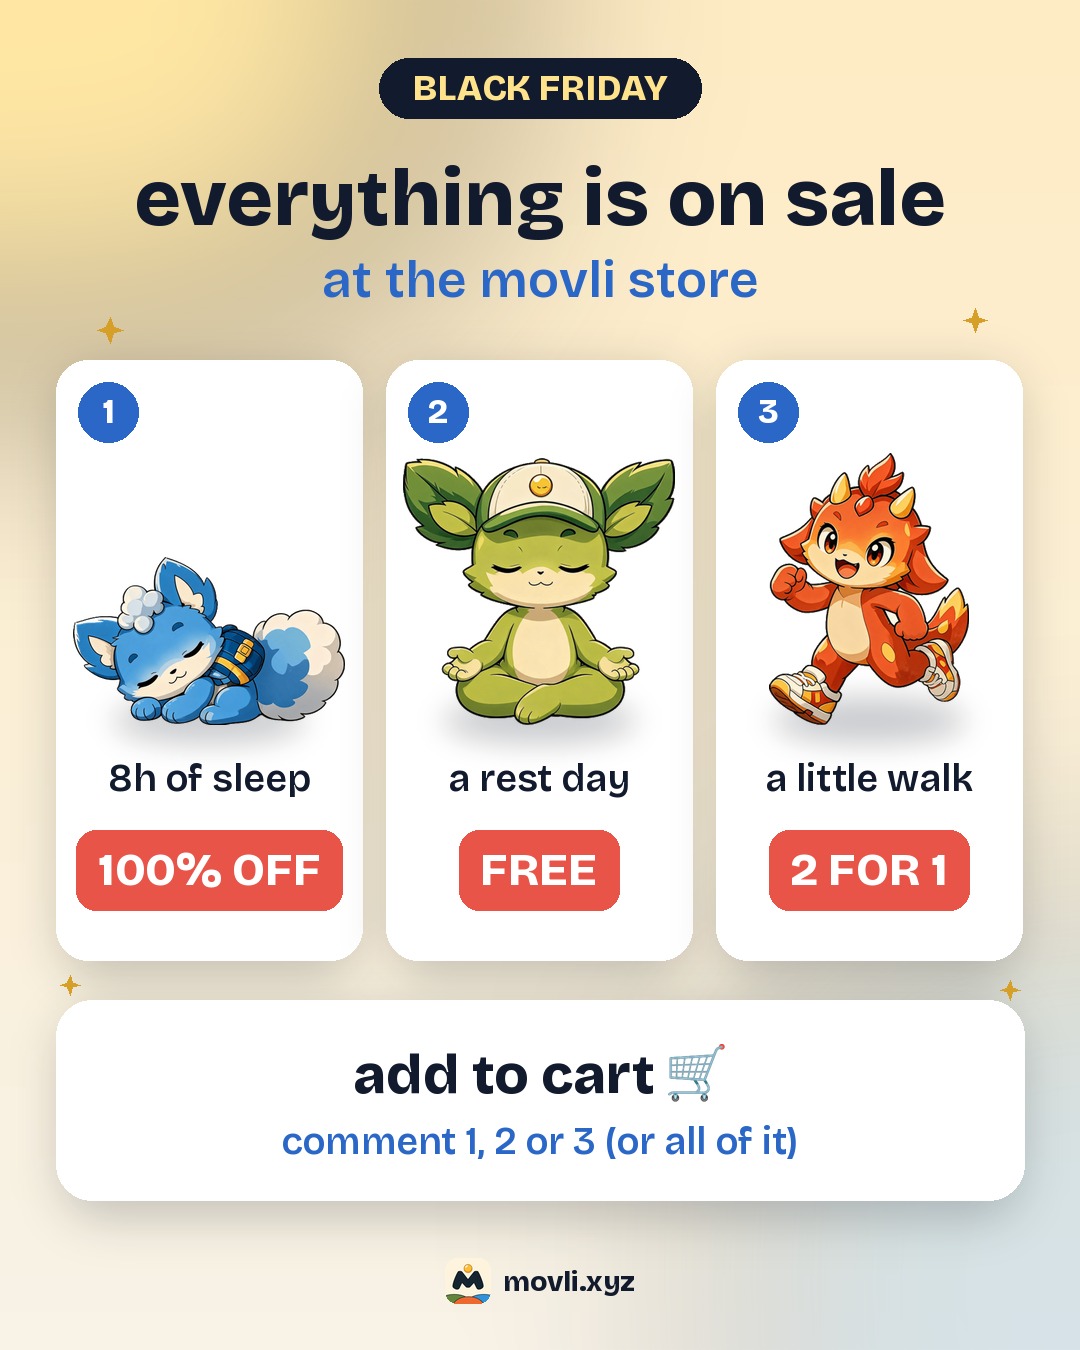 BLACK FRIDAY
everything is on sale
at the movli store
1
2
3
8h of sleep
a rest day
a little walk
100% OFF
FREE
2 FOR 1
add to cart 🛒
comment 1, 2 or 3 (or all of it)
movli.xyz